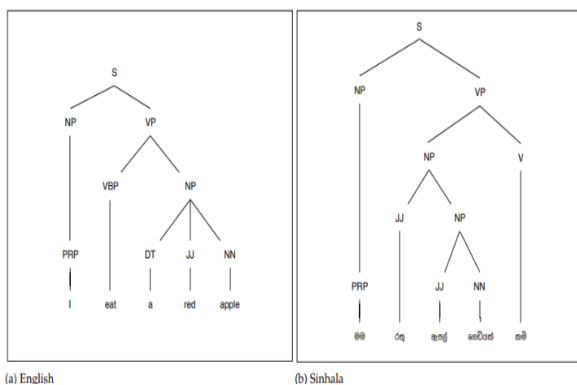 S
NP VP
VBP NP
PRP DT JJ NN
I eat a red apple
(a) English
S
NP VP
NP V
JJ NP
PRP JJ NN
මම රතු ඇපල් ගෙඩියක් කමි
(b) Sinhala